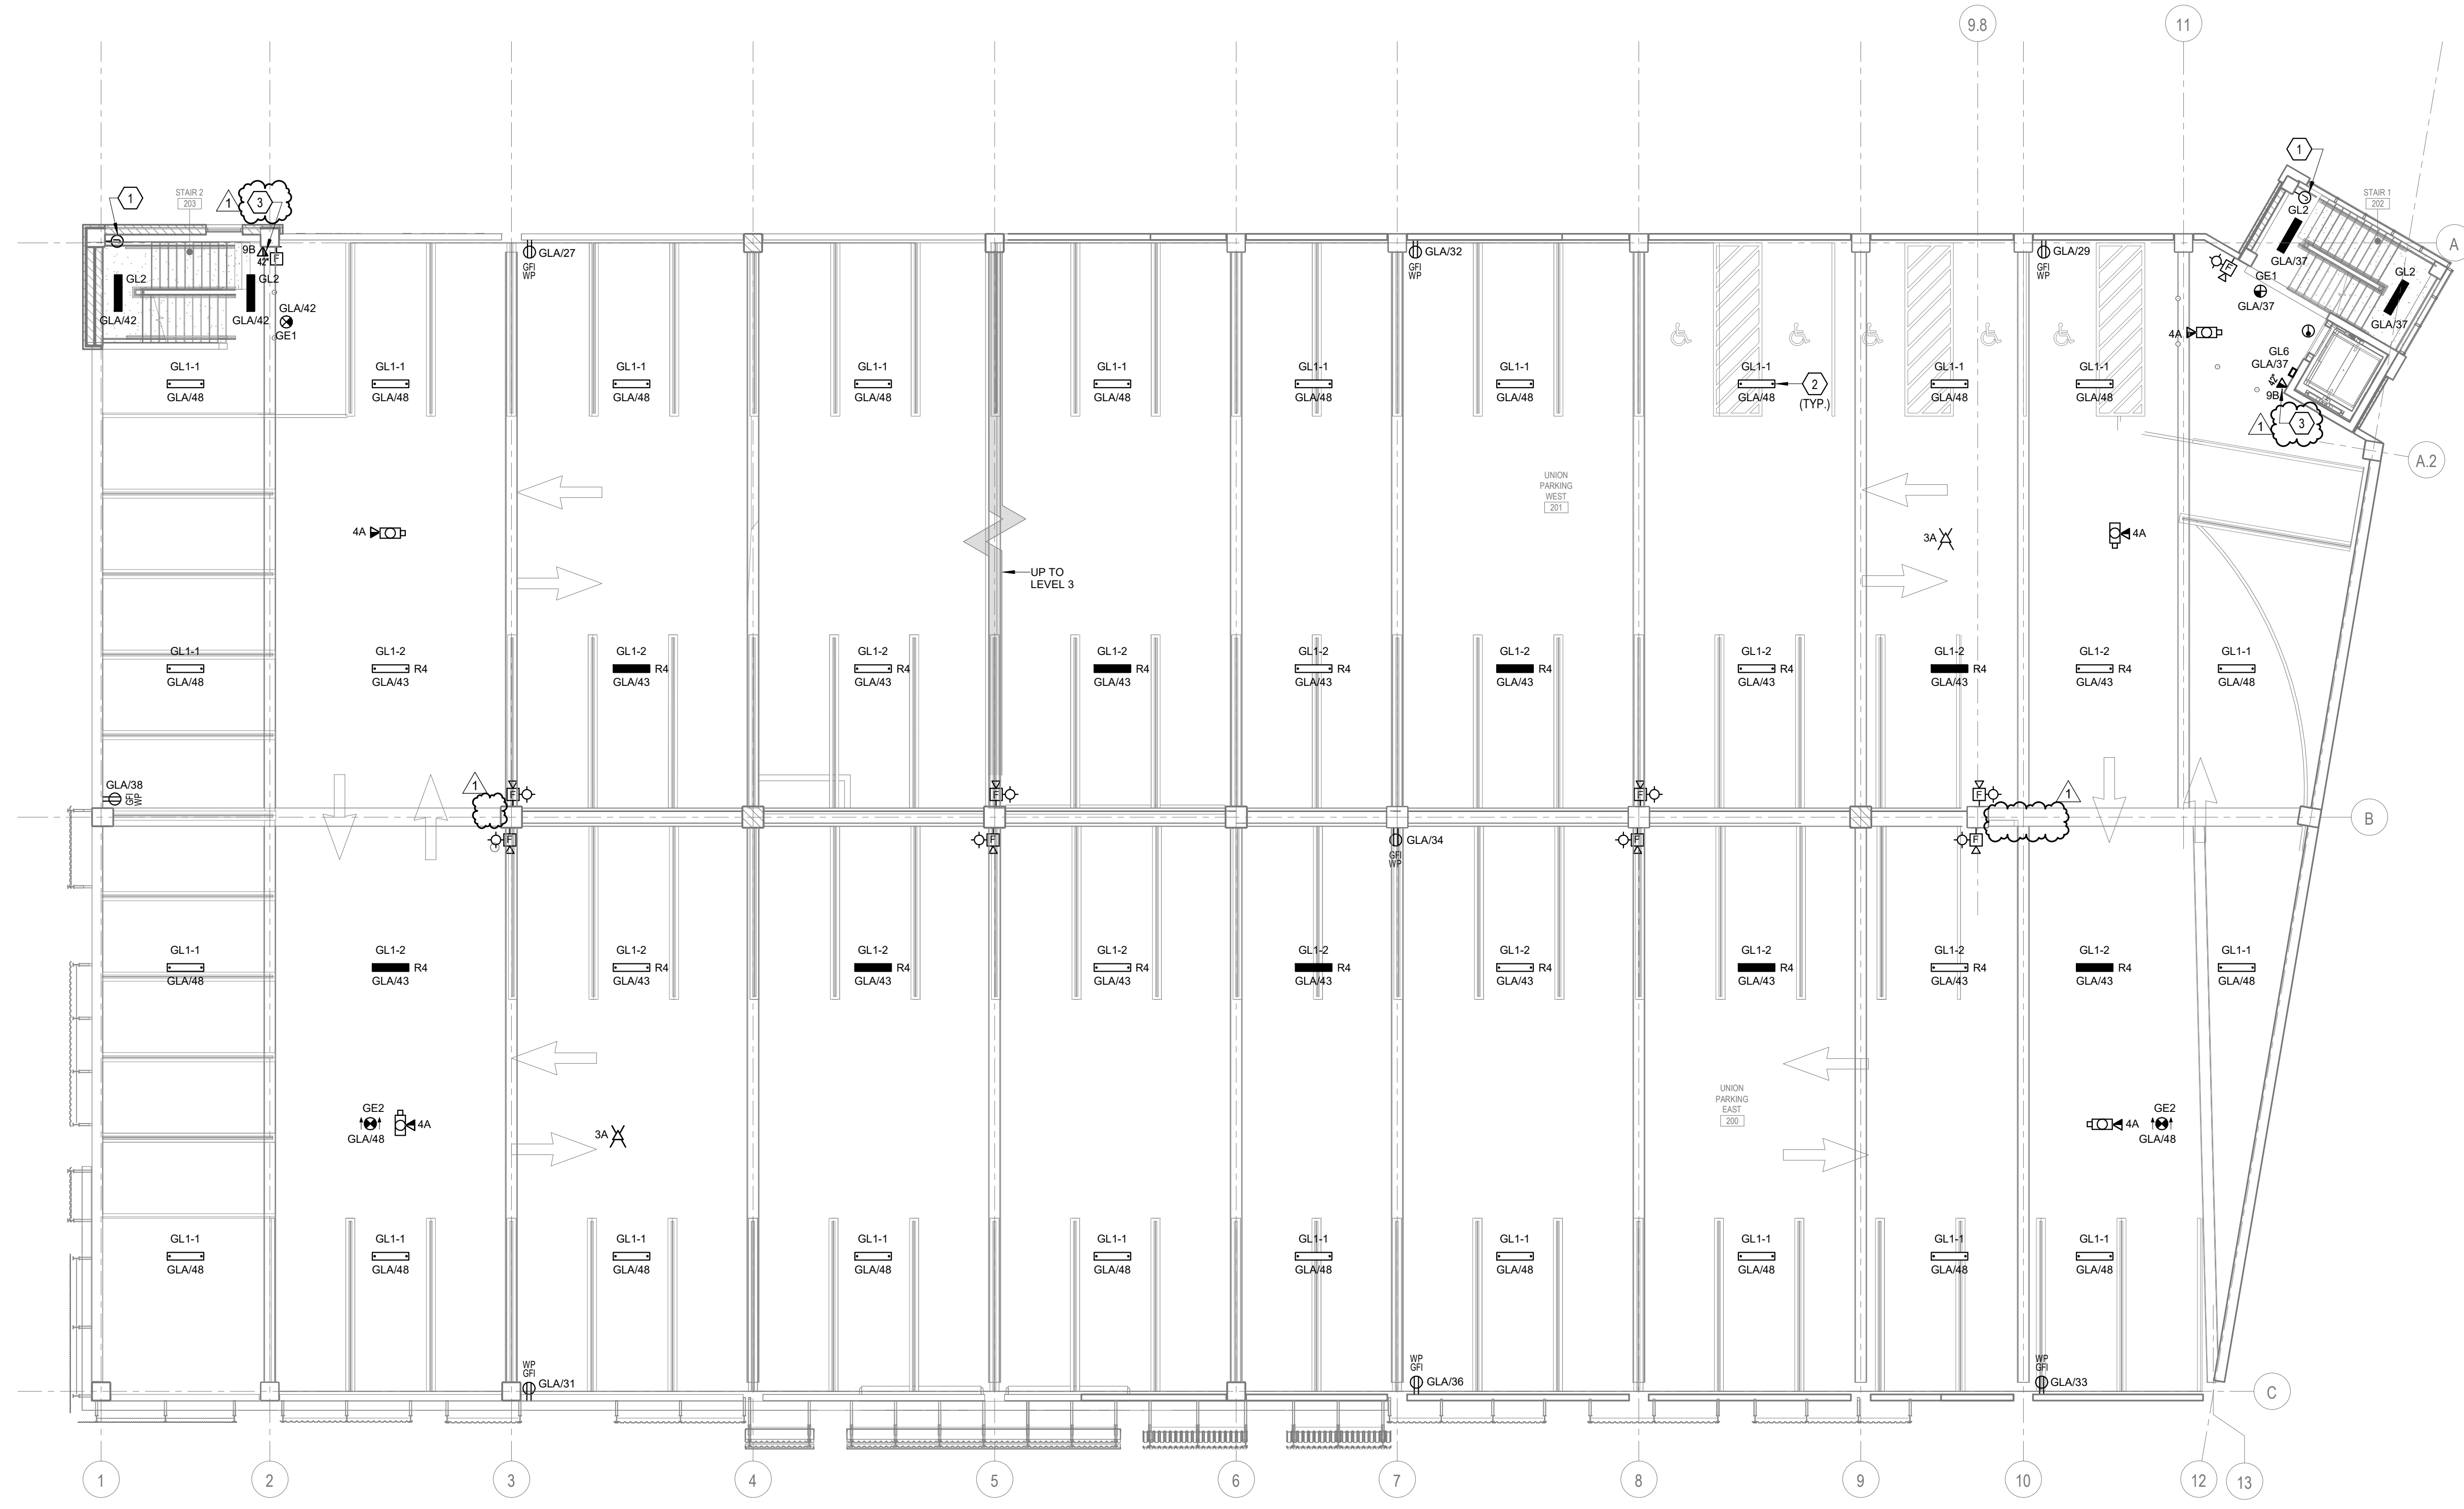 9.8
11
1
STAIR 2
203
1
3
9B
42"
F
GL2
GL2
GLA/42
GLA/42
GLA/42
GE1
GLA/27
GFI
WP
GLA/32
GFI
WP
GLA/29
GFI
WP
1
STAIR 1
202
GL2
GLA/37
F
GE1
GLA/37
GL2
GLA/37
A
4A
GL6
GLA/37
42"
9B
1
3
A.2
GL1-1
GLA/48
GL1-1
GLA/48
GL1-1
GLA/48
GL1-1
GLA/48
GL1-1
GLA/48
GL1-1
GLA/48
GL1-1
GLA/48
GL1-1
GLA/48
2
(TYP.)
GL1-1
GLA/48
GL1-1
GLA/48
UNION
PARKING
WEST
201
4A
3A
4A
UP TO
LEVEL 3
GL1-1
GLA/48
GL1-2
R4
GLA/43
GL1-2
R4
GLA/43
GL1-2
R4
GLA/43
GL1-2
R4
GLA/43
GL1-2
R4
GLA/43
GL1-2
R4
GLA/43
GL1-2
R4
GLA/43
GL1-2
R4
GLA/43
GL1-2
R4
GLA/43
GL1-1
GLA/48
GLA/38
GFI
WP
1
F
F
F
F
1
B
F
F
GLA/34
GFI
WP
F
F
GL1-1
GLA/48
GL1-2
R4
GLA/43
GL1-2
R4
GLA/43
GL1-2
R4
GLA/43
GL1-2
R4
GLA/43
GL1-2
R4
GLA/43
GL1-2
R4
GLA/43
GL1-2
R4
GLA/43
GL1-2
R4
GLA/43
GL1-2
R4
GLA/43
GL1-1
GLA/48
UNION
PARKING
EAST
200
GE2
GLA/48
4A
3A
4A
GE2
GLA/48
GL1-1
GLA/48
GL1-1
GLA/48
GL1-1
GLA/48
GL1-1
GLA/48
GL1-1
GLA/48
GL1-1
GLA/48
GL1-1
GLA/48
GL1-1
GLA/48
GL1-1
GLA/48
GL1-1
GLA/48
WP
GFI
GLA/31
WP
GFI
GLA/36
WP
GFI
GLA/33
C
1
2
3
4
5
6
7
8
9
10
12
13